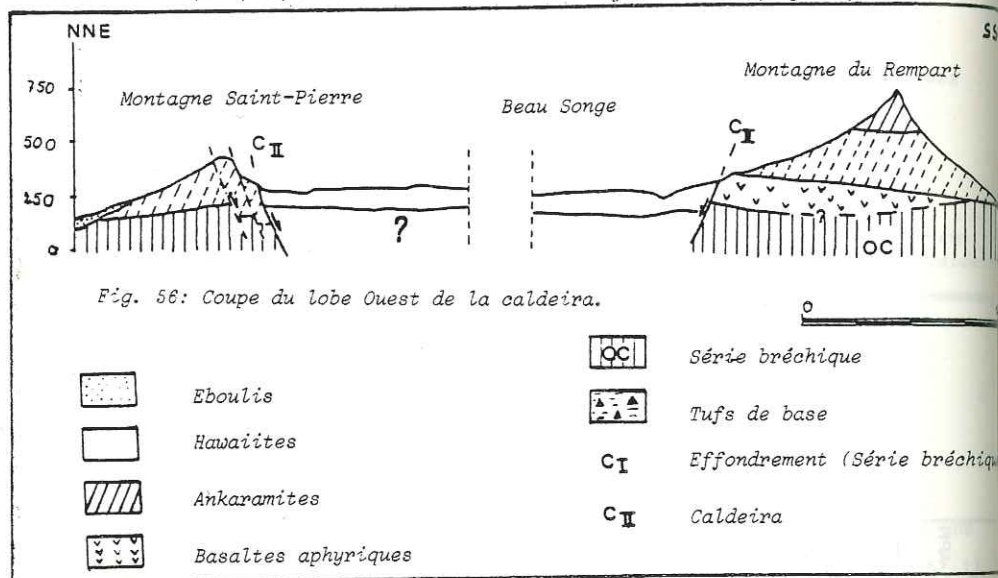 NNE
SS
750
500
250
0
Montagne Saint-Pierre
Beau Songe
Montagne du Rempart
CII
CII
?
?
OC
Fig. 56: Coupe du lobe Ouest de la caldeira.
0
Eboulis
Hawaiites
Ankaramites
Basaltes aphyriques
OC Série bréchique
Tufs de base
CI Effondrement (Série bréchiqu
CII Caldeira